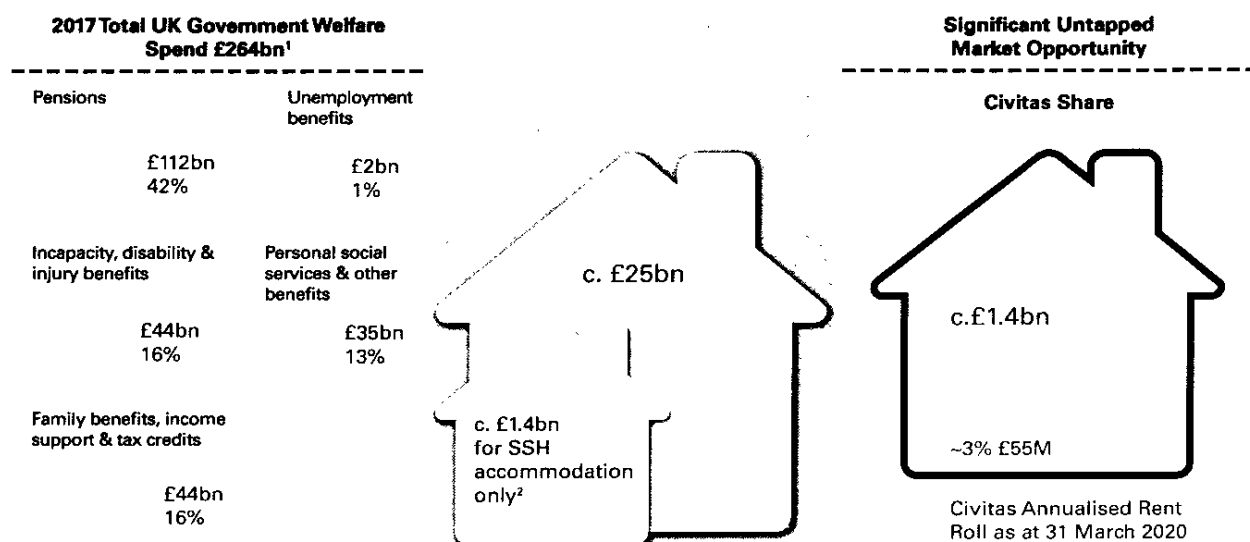 2017 Total UK Government Welfare
Spend £264bn¹
Pensions
£112bn
42%
Unemployment
benefits
£2bn
1%
Incapacity, disability &
injury benefits
£44bn
16%
Personal social
services & other
benefits
£35bn
13%
Family benefits, income
support & tax credits
£44bn
16%
c. £25bn
c. £1.4bn
for SSH
accommodation
only²
Significant Untapped
Market Opportunity
Civitas Share
c.£1.4bn
~3% £55M
Civitas Annualised Rent
Roll as at 31 March 2020